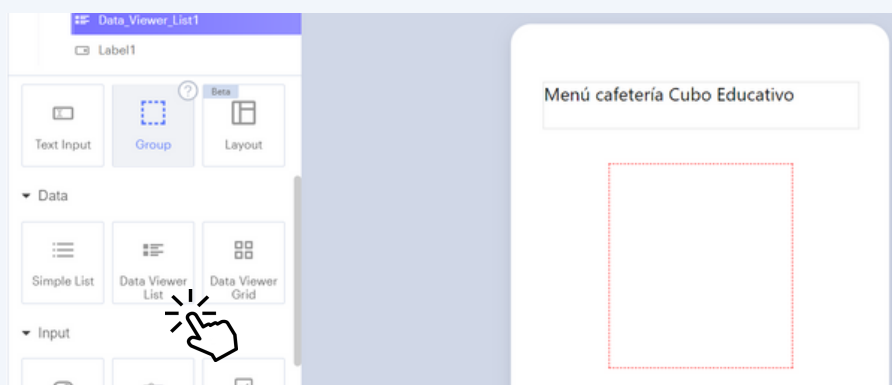 Data_Viewer_List1
Label1
?
Beta
Text Input
Group
Layout
Data
Simple List
Data Viewer
List
Data Viewer
Grid
Input
Menú cafetería Cubo Educativo